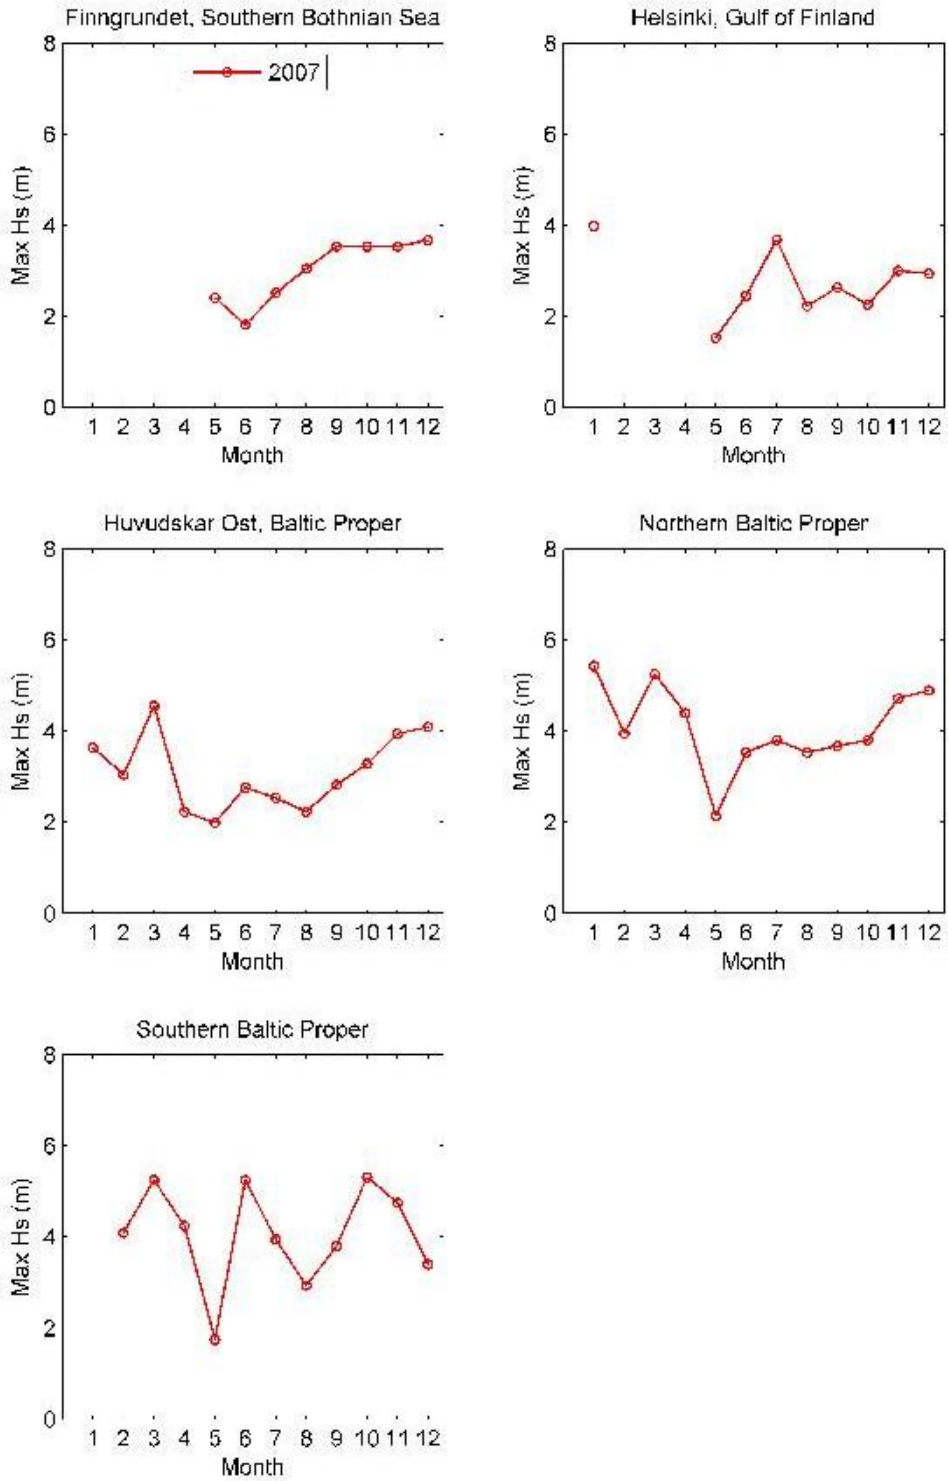 Finngrundet, Southern Bothnian Sea
8
6
4
2
0
Max Hs (m)
2007
1 2 3 4 5 6 7 8 9 10 11 12
Month
Helsinki, Gulf of Finland
8
6
4
2
0
Max Hs (m)
1 2 3 4 5 6 7 8 9 10 11 12
Month
Huvudskar Ost, Baltic Proper
8
6
4
2
0
Max Hs (m)
1 2 3 4 5 6 7 8 9 10 11 12
Month
Northern Baltic Proper
8
6
4
2
0
Max Hs (m)
1 2 3 4 5 6 7 8 9 10 11 12
Month
Southern Baltic Proper
8
6
4
2
0
Max Hs (m)
1 2 3 4 5 6 7 8 9 10 11 12
Month